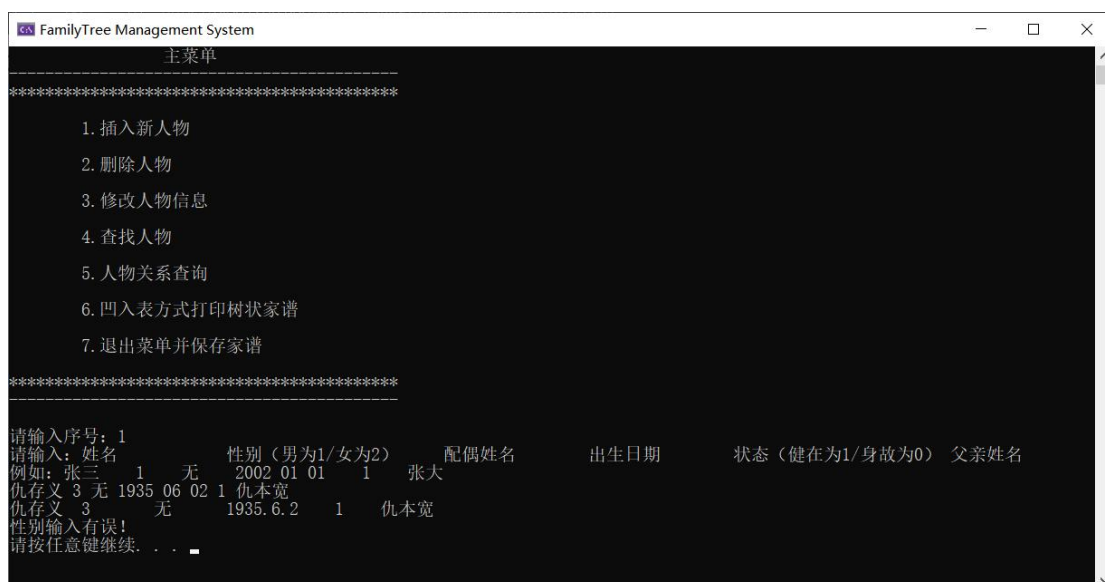 FamilyTree Management System
主菜单
-------------------------------------------
*******************************************
1.插入新人物
2.删除人物
3.修改人物信息
4.查找人物
5.人物关系查询
6.凹入表方式打印树状家谱
7.退出菜单并保存家谱
*******************************************
-------------------------------------------
请输入序号: 1
请输入: 姓名 性别（男为1/女为2） 配偶姓名 出生日期 状态（健在为1/身故为0） 父亲姓名
例如: 张三 1 无 2002 01 01 1 张大
仇存义 3 无 1935 06 02 1 仇本宽
仇存义 3 无 1935.6.2 1 仇本宽
性别输入有误!
请按任意键继续. . .